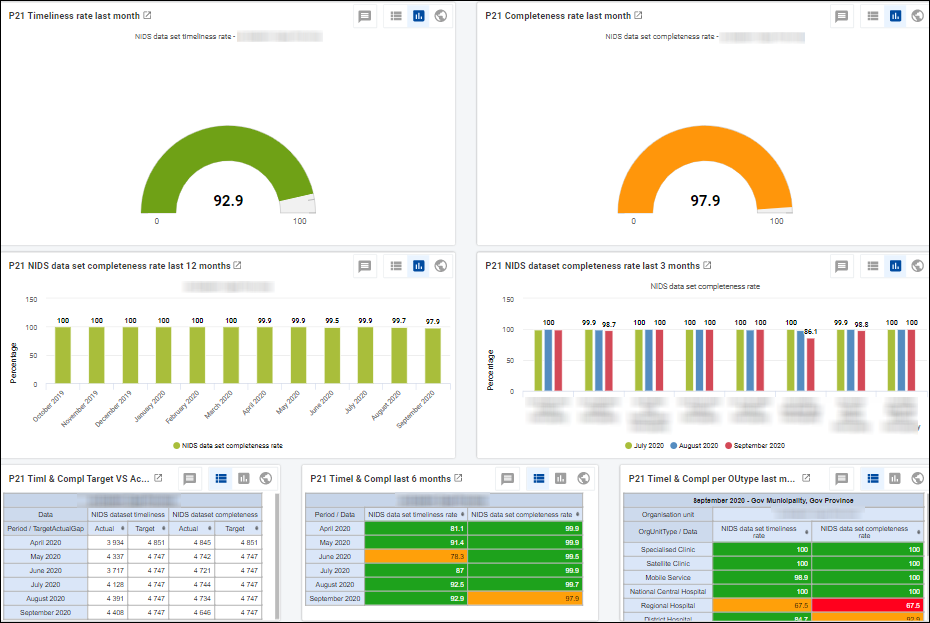 P21 Timeliness rate last month
NIDS data set timeliness rate -
92.9
0
100
P21 Completeness rate last month
NIDS data set completeness rate -
97.9
0
100
P21 NIDS data set completeness rate last 12 months
150
100
50
0
Percentage
100 100 100 100 100 100 99.9 99.9 99.5 99.9 99.7 97.9
October 2019 November 2019 December 2019 January 2020 February 2020 March 2020 April 2020 May 2020 June 2020 July 2020 August 2020 September 2020
NIDS data set completeness rate
P21 NIDS dataset completeness rate last 3 months
NIDS data set completeness rate
150
100
50
0
Percentage
100 99.9 98.7 100 100 100 100 100 100 100 86.1 99.9 98.8 100 100
July 2020 August 2020 September 2020
P21 Timl & Compl Target VS Ac...
Data NIDS dataset timeliness NIDS dataset completeness
Period / TargetActualGap Actual Target Actual Target
April 2020 3 934 4 851 4 845 4 851
May 2020 4 337 4 747 4 742 4 747
June 2020 3 717 4 747 4 721 4 747
July 2020 4 128 4 747 4 744 4 747
August 2020 4 391 4 747 4 734 4 747
September 2020 4 408 4 747 4 646 4 747
P21 Timel & Compl last 6 months
Period / Data NIDS data set timeliness rate NIDS data set completeness rate
April 2020 81.1 99.9
May 2020 91.4 99.9
June 2020 78.3 99.5
July 2020 87 99.9
August 2020 92.5 99.7
September 2020 92.9 97.9
P21 Timel & Compl per OUtype last m...
September 2020 - Gov Municipality, Gov Province
Organisation unit
OrgUnitType / Data NIDS data set timeliness rate NIDS data set completeness rate
Specialised Clinic 100 100
Satellite Clinic 100 100
Mobile Service 98.9 100
National Central Hospital 100 100
Regional Hospital 67.5 67.5
District Hospital 84.7 92.9